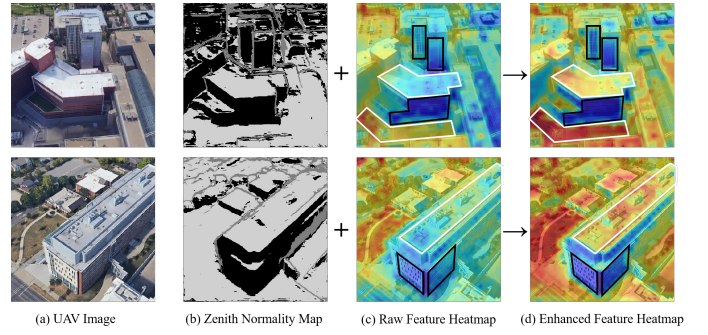 (a) UAV Image
(b) Zenith Normality Map
(c) Raw Feature Heatmap
(d) Enhanced Feature Heatmap